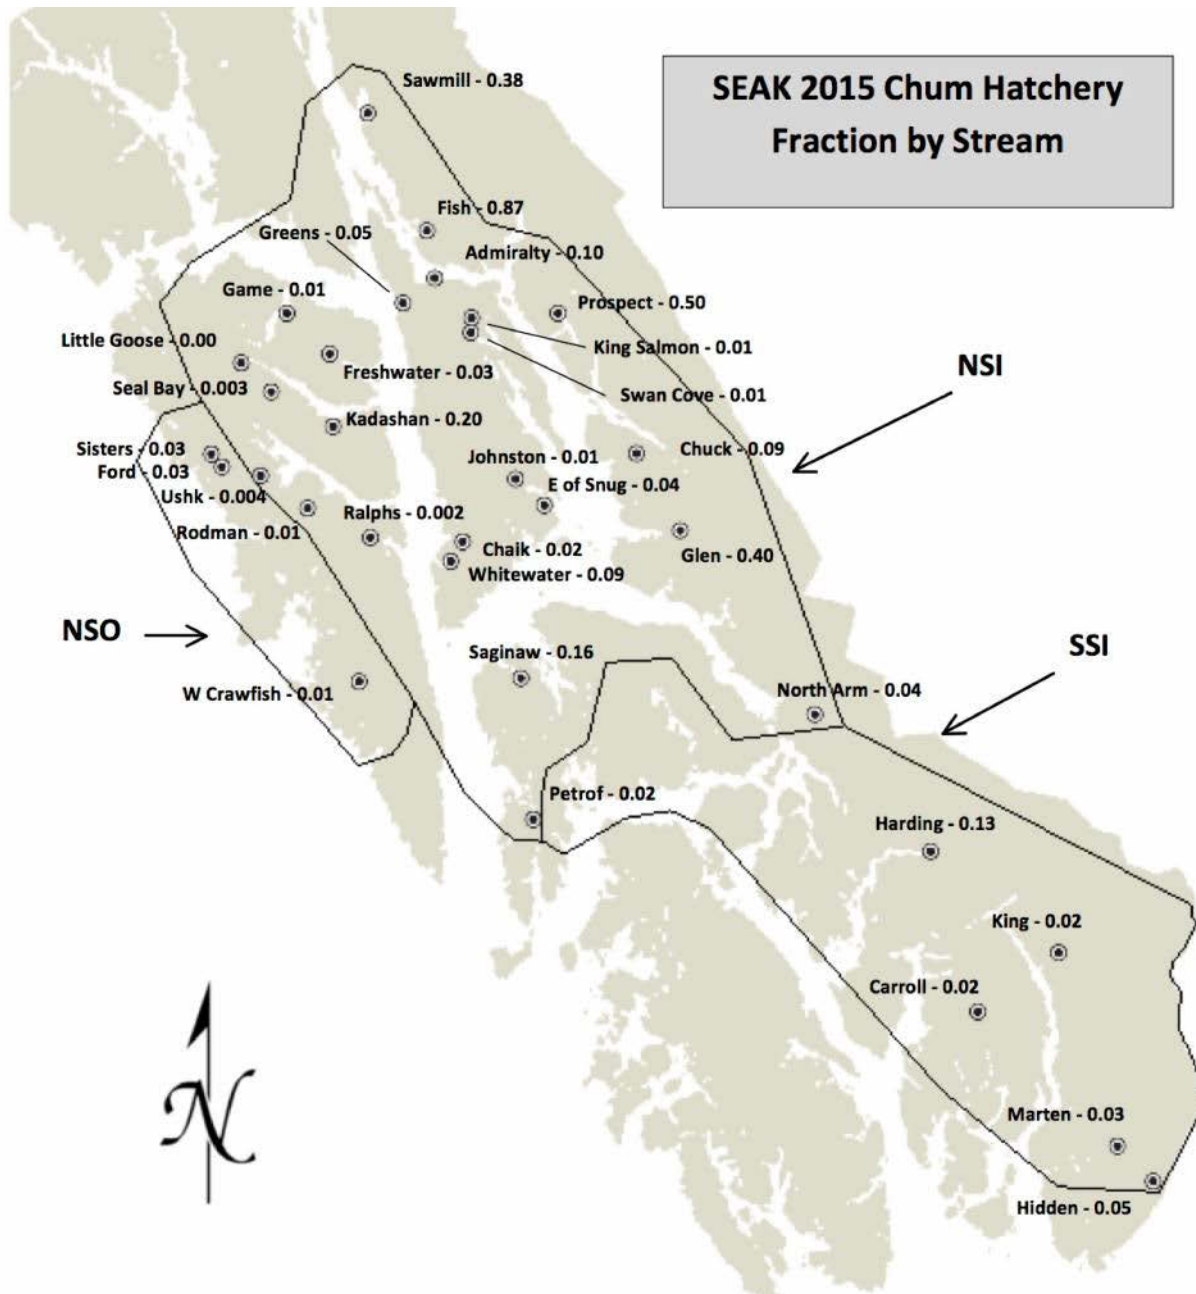 SEAK 2015 Chum Hatchery
Fraction by Stream
Sawmill - 0.38
Fish - 0.87
Greens - 0.05
Admiralty - 0.10
Game - 0.01
Prospect - 0.50
Little Goose - 0.00
King Salmon - 0.01
Freshwater - 0.03
Seal Bay - 0.003
Swan Cove - 0.01
NSI
Kadashan - 0.20
Sisters - 0.03
Johnston - 0.01
Chuck - 0.09
Ford - 0.03
E of Snug - 0.04
Ushk - 0.004
Ralphs - 0.002
Rodman - 0.01
Chaik - 0.02
Glen - 0.40
Whitewater - 0.09
NSO
SSI
Saginaw - 0.16
W Crawfish - 0.01
North Arm - 0.04
Petrof - 0.02
Harding - 0.13
King - 0.02
Carroll - 0.02
Marten - 0.03
N
Hidden - 0.05